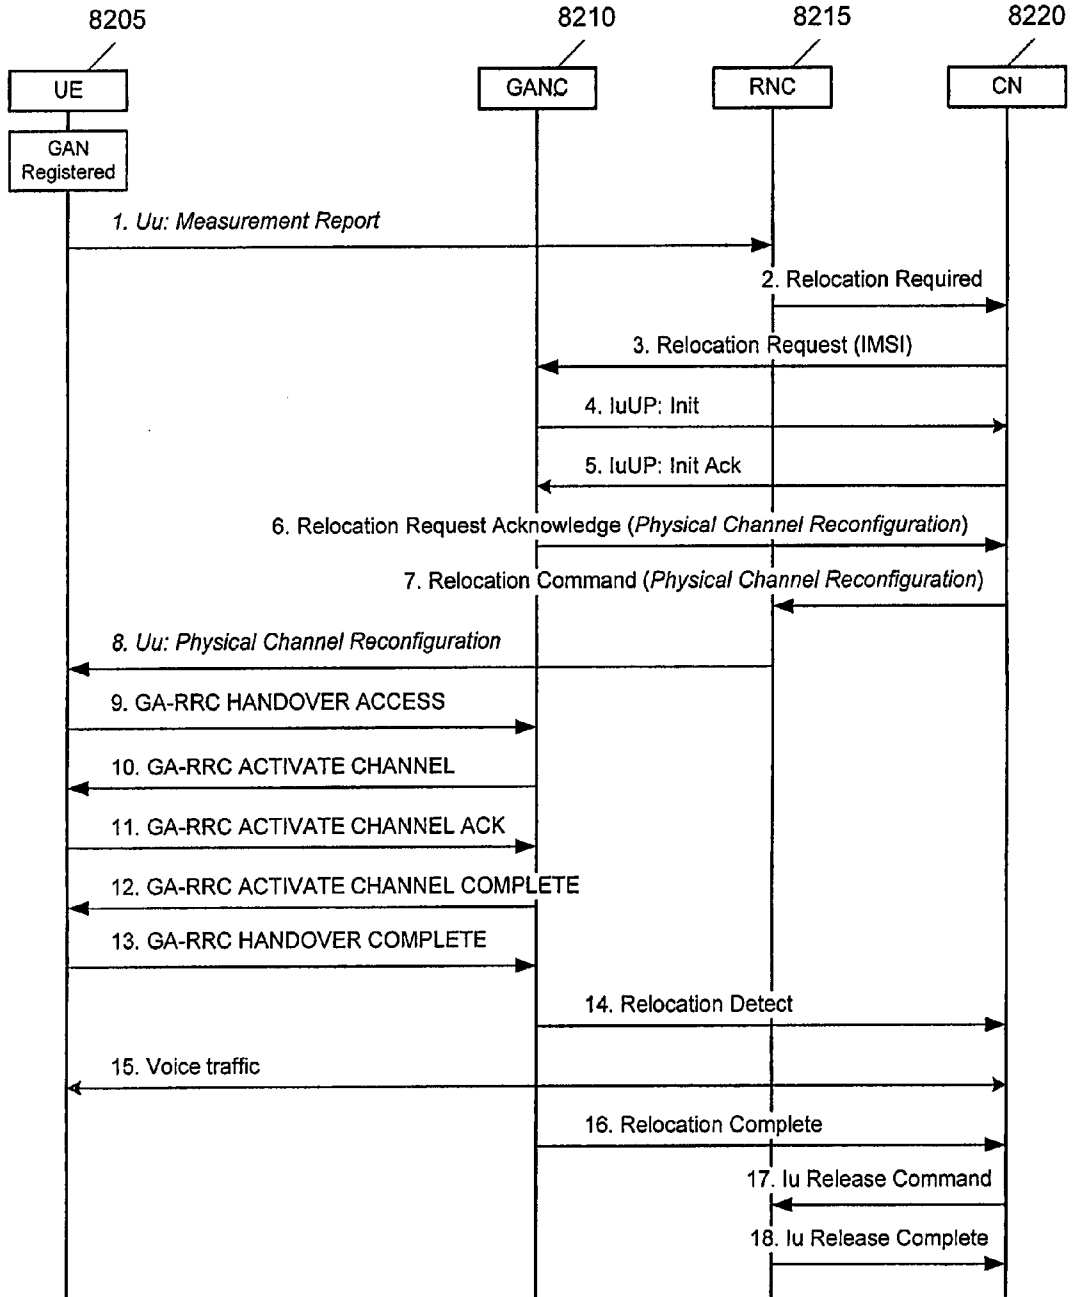 8205
8210
8215
8220
UE
GANC
RNC
CN
GAN
Registered
1. Uu: Measurement Report
2. Relocation Required
3. Relocation Request (IMSI)
4. IuUP: Init
5. IuUP: Init Ack
6. Relocation Request Acknowledge (Physical Channel Reconfiguration)
7. Relocation Command (Physical Channel Reconfiguration)
8. Uu: Physical Channel Reconfiguration
9. GA-RRC HANDOVER ACCESS
10. GA-RRC ACTIVATE CHANNEL
11. GA-RRC ACTIVATE CHANNEL ACK
12. GA-RRC ACTIVATE CHANNEL COMPLETE
13. GA-RRC HANDOVER COMPLETE
14. Relocation Detect
15. Voice traffic
16. Relocation Complete
17. Iu Release Command
18. Iu Release Complete